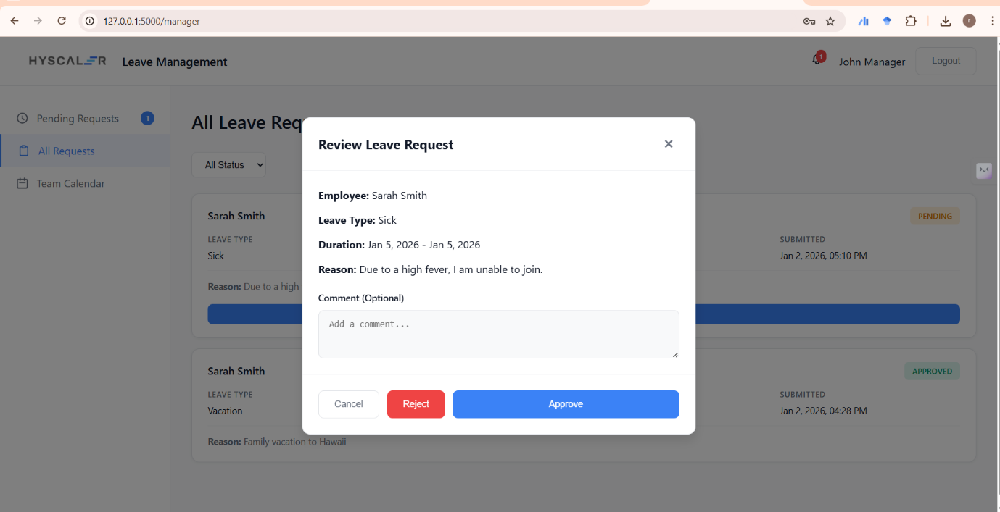 127.0.0.1:5000/manager
r
HYSCALER
Leave Management
1
John Manager
Logout
Pending Requests
1
All Requests
Team Calendar
All Leave Req
All Status
Sarah Smith
PENDING
LEAVE TYPE
SUBMITTED
Sick
Jan 2, 2026, 05:10 PM
Reason: Due to a high
Sarah Smith
APPROVED
LEAVE TYPE
SUBMITTED
Vacation
Jan 2, 2026, 04:28 PM
Reason: Family vacation to Hawaii
Review Leave Request
Employee: Sarah Smith
Leave Type: Sick
Duration: Jan 5, 2026 - Jan 5, 2026
Reason: Due to a high fever, I am unable to join.
Comment (Optional)
Add a comment...
Cancel
Reject
Approve